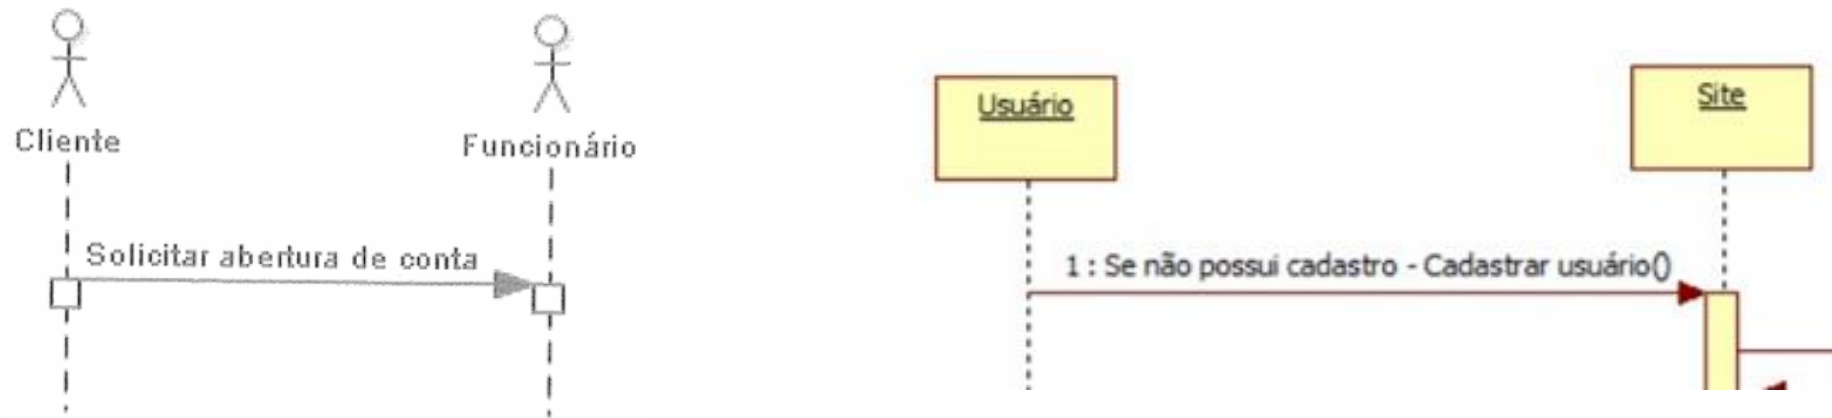 Cliente
Funcionário
Solicitar abertura de conta
Usuário
Site
1 : Se não possui cadastro - Cadastrar usuário()